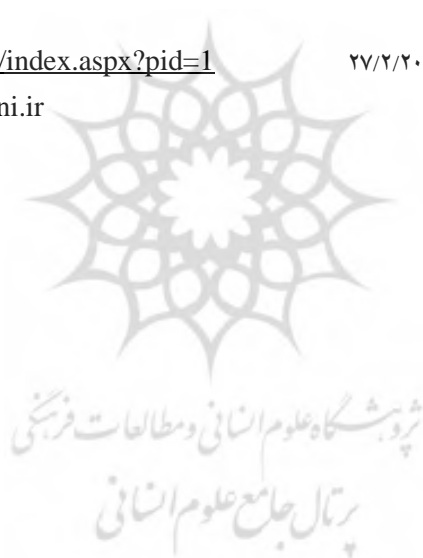 /index.aspx?pid=1 ۲۷/۲/۲۰
ni.ir
پژوهشگاه علوم انسانی و مطالعات فرهنگی
پرتال جامع علوم انسانی